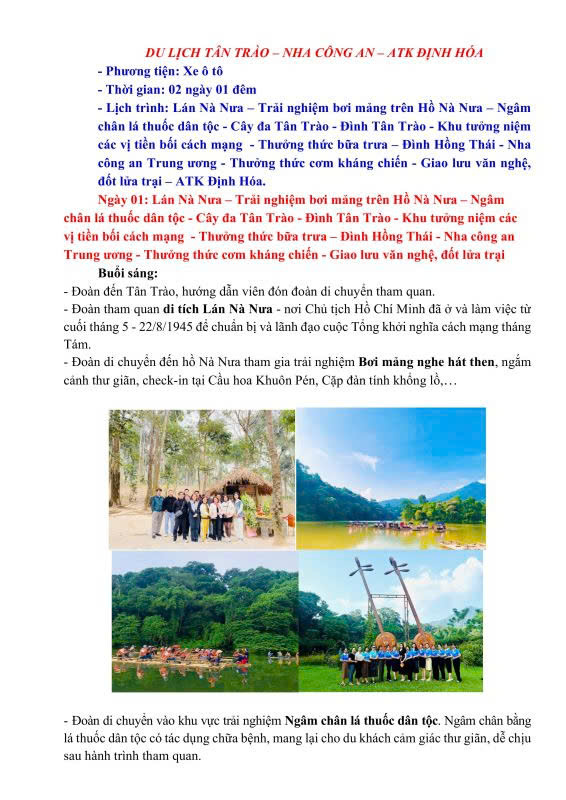 DU LỊCH TÂN TRÀO – NHA CÔNG AN – ATK ĐỊNH HÓA
- Phương tiện: Xe ô tô
- Thời gian: 02 ngày 01 đêm
- Lịch trình: Lán Nà Nưa – Trải nghiệm bơi mảng trên Hồ Nà Nưa – Ngâm
chân lá thuốc dân tộc - Cây đa Tân Trào - Đình Tân Trào - Khu tưởng niệm
các vị tiền bối cách mạng - Thưởng thức bữa trưa – Đình Hồng Thái - Nha
công an Trung ương - Thưởng thức cơm kháng chiến - Giao lưu văn nghệ,
đốt lửa trại – ATK Định Hóa.
Ngày 01: Lán Nà Nưa – Trải nghiệm bơi mảng trên Hồ Nà Nưa – Ngâm
chân lá thuốc dân tộc - Cây đa Tân Trào - Đình Tân Trào - Khu tưởng niệm các
vị tiền bối cách mạng - Thưởng thức bữa trưa – Đình Hồng Thái - Nha công an
Trung ương - Thưởng thức cơm kháng chiến - Giao lưu văn nghệ, đốt lửa trại
Buổi sáng:
- Đoàn đến Tân Trào, hướng dẫn viên đón đoàn di chuyển tham quan.
- Đoàn tham quan di tích Lán Nà Nưa - nơi Chủ tịch Hồ Chí Minh đã ở và làm việc từ
cuối tháng 5 - 22/8/1945 để chuẩn bị và lãnh đạo cuộc Tổng khởi nghĩa cách mạng tháng
Tám.
- Đoàn di chuyển đến hồ Nà Nưa tham gia trải nghiệm Bơi mảng nghe hát then, ngắm
cảnh thư giãn, check-in tại Cầu hoa Khuôn Pén, Cặp đàn tính khổng lồ,…
- Đoàn di chuyển vào khu vực trải nghiệm Ngâm chân lá thuốc dân tộc. Ngâm chân bằng
lá thuốc dân tộc có tác dụng chữa bệnh, mang lại cho du khách cảm giác thư giãn, dễ chịu
sau hành trình tham quan.